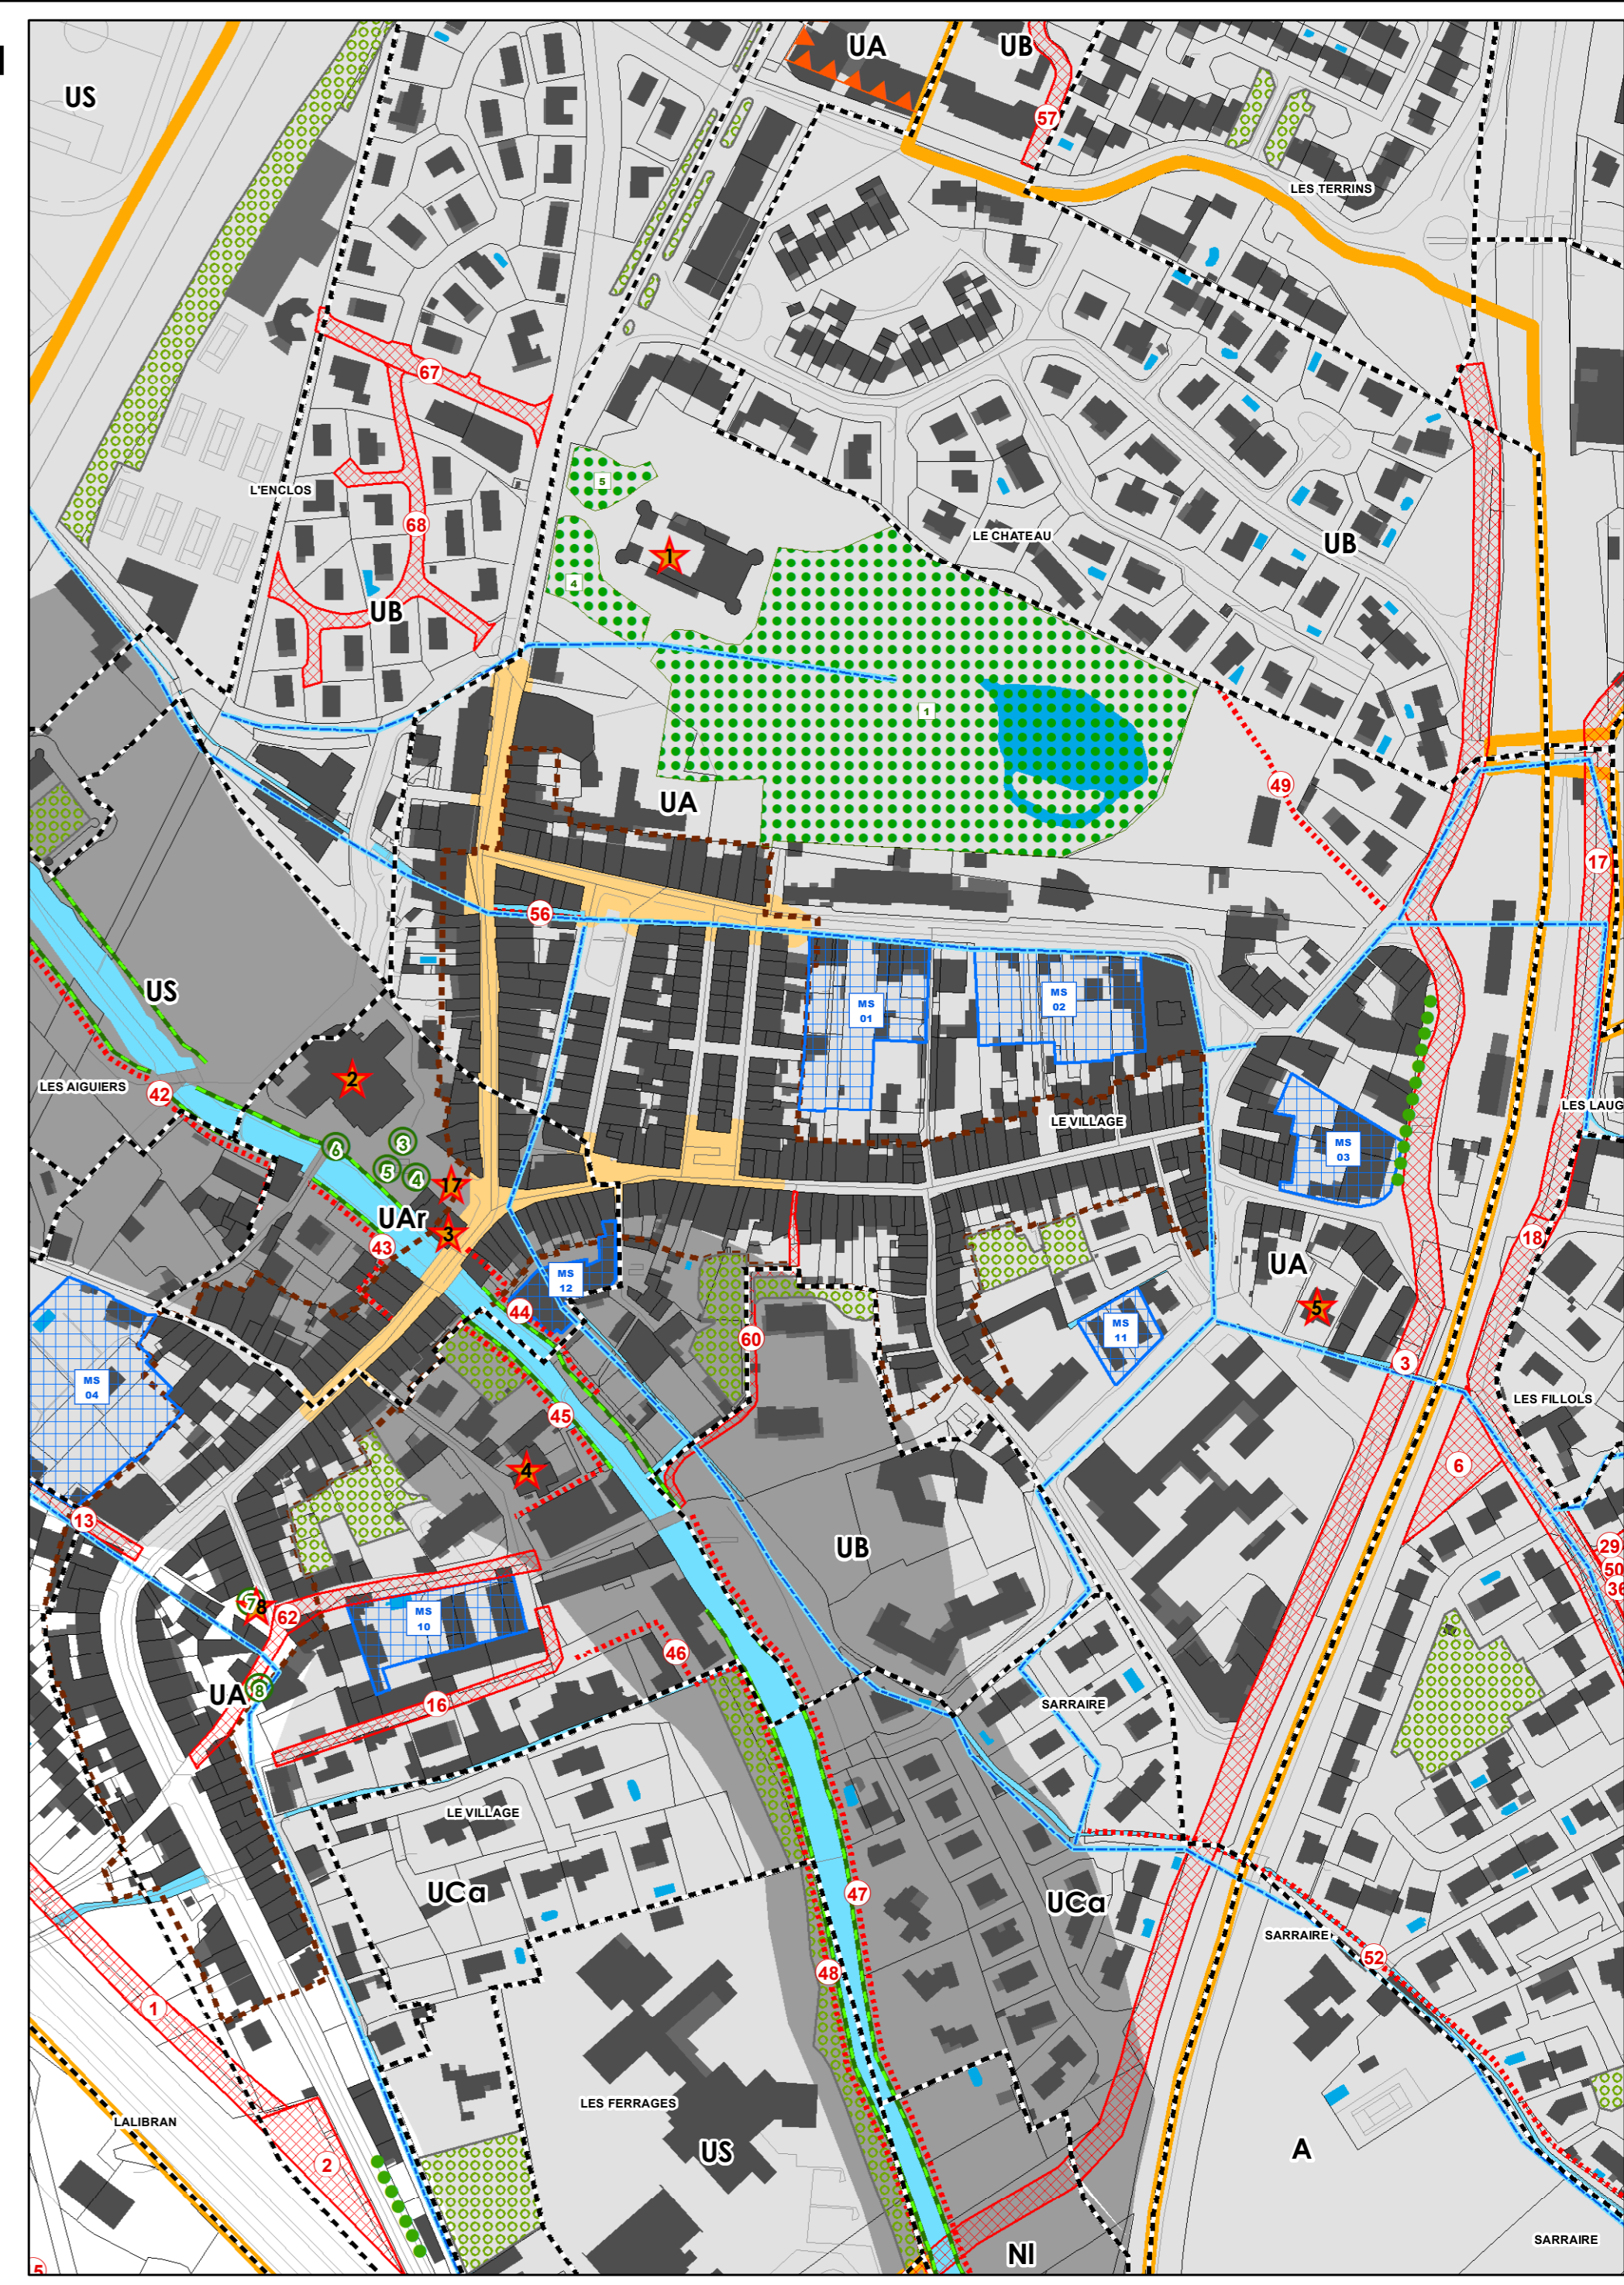 UA
UB
US
57
LES TERRINS
67
L'ENCLOS
5
68
1
LE CHATEAU
UB
4
UB
1
49
UA
17
56
US
MS
01
MS
02
2
LES AIGUIERS
42
LES LAUG
LE VILLAGE
6
3
5
4
17
MS
03
UAr
3
43
18
UA
MS
12
44
5
MS
11
60
3
MS
04
LES FILLOLS
45
4
6
13
UB
29
50
36
7
8
62
MS
10
46
UA
8
16
SARRAIRE
LE VILLAGE
UCa
47
UCa
SARRAIRE
52
48
1
LES FERRAGES
LALIBRAN
US
A
2
SARRAIRE
NI
5